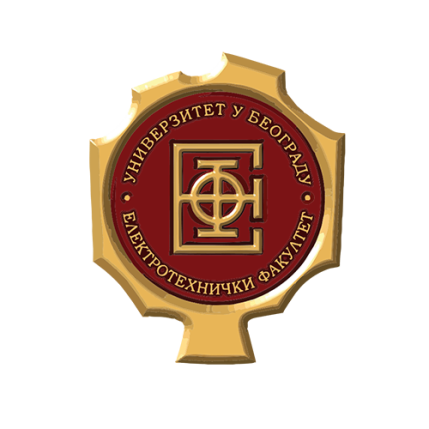 УНИВЕРЗИТЕТ У БЕОГРАДУ
ЕЛЕКТРОТЕХНИЧКИ ФАКУЛТЕТ